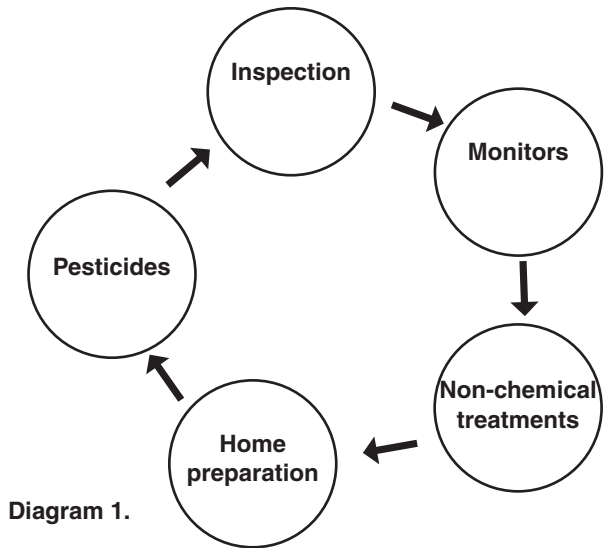 Inspection
Monitors
Non-chemical
treatments
Home
preparation
Pesticides
Diagram 1.